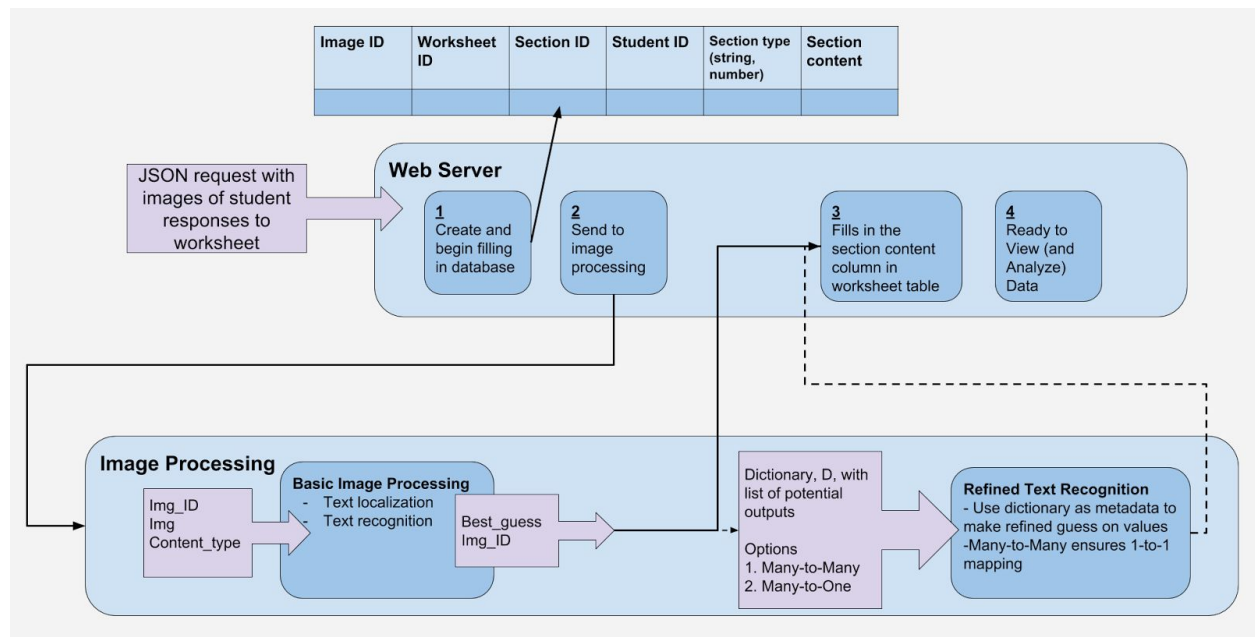 Image ID
Worksheet
ID
Section ID
Student ID
Section type
(string,
number)
Section
content
JSON request with
images of student
responses to
worksheet
Web Server
1
Create and
begin filling
in database
2
Send to
image
processing
3
Fills in the
section content
column in
worksheet table
4
Ready to
View (and
Analyze)
Data
Image Processing
Img_ID
Img
Content_type
Basic Image Processing
- Text localization
- Text recognition
Best_guess
Img_ID
Dictionary, D, with
list of potential
outputs
Options
1. Many-to-Many
2. Many-to-One
Refined Text Recognition
- Use dictionary as metadata to
make refined guess on values
-Many-to-Many ensures 1-to-1
mapping